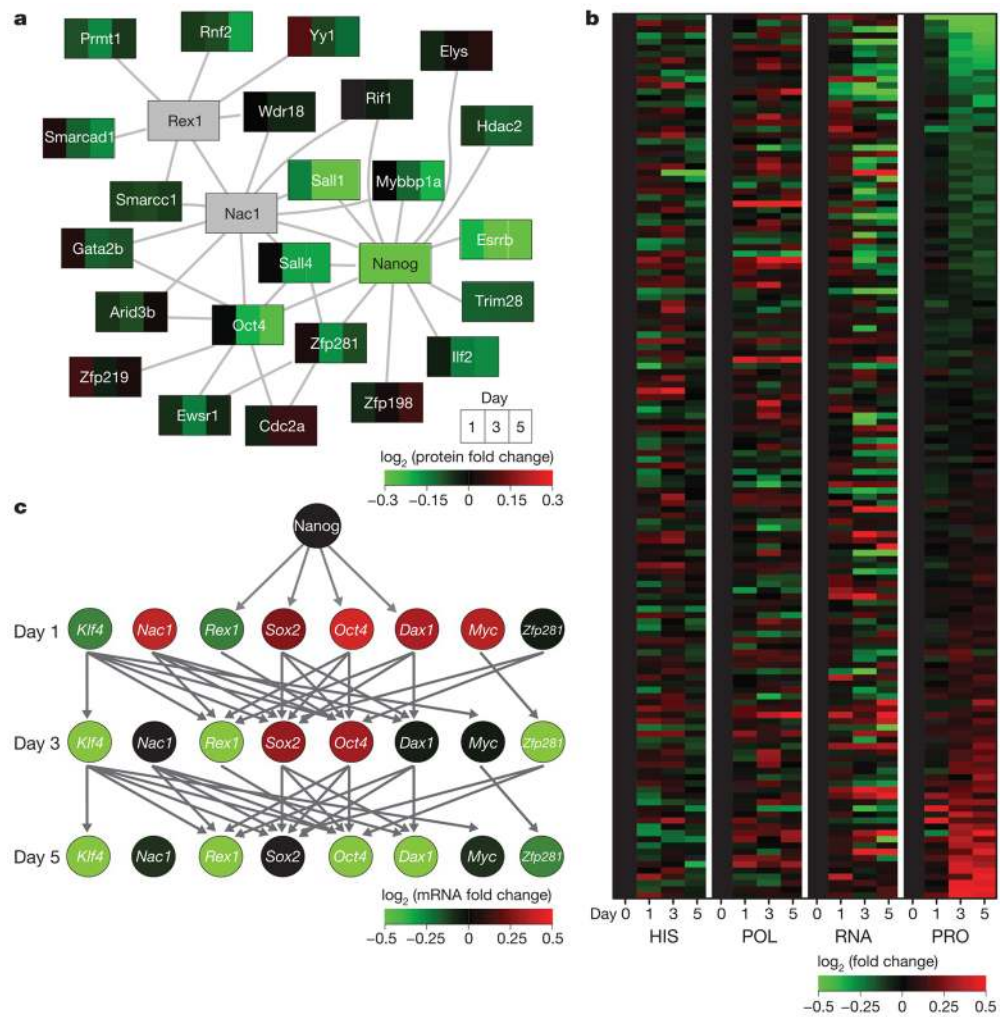 a
Prmt1
Rnf2
Yy1
Elys
Rex1
Wdr18
Rif1
Hdac2
Smarcad1
Smarcc1
Sall1
Mybbp1a
Nac1
Gata2b
Sall4
Nanog
Esrrb
Arid3b
Oct4
Zfp281
Trim28
Ilf2
Zfp219
Ewsr1
Cdc2a
Zfp198
Day
1 3 5
log2 (protein fold change)
−0.3 −0.15 0 0.15 0.3
b
Day 0 1 3 5 0 1 3 5 0 1 3 5 0 1 3 5
HIS POL RNA PRO
log2 (fold change)
−0.5 −0.25 0 0.25 0.5
c
Nanog
Day 1 Klf4 Nac1 Rex1 Sox2 Oct4 Dax1 Myc Zfp281
Day 3 Klf4 Nac1 Rex1 Sox2 Oct4 Dax1 Myc Zfp281
Day 5 Klf4 Nac1 Rex1 Sox2 Oct4 Dax1 Myc Zfp281
log2 (mRNA fold change)
−0.5 −0.25 0 0.25 0.5